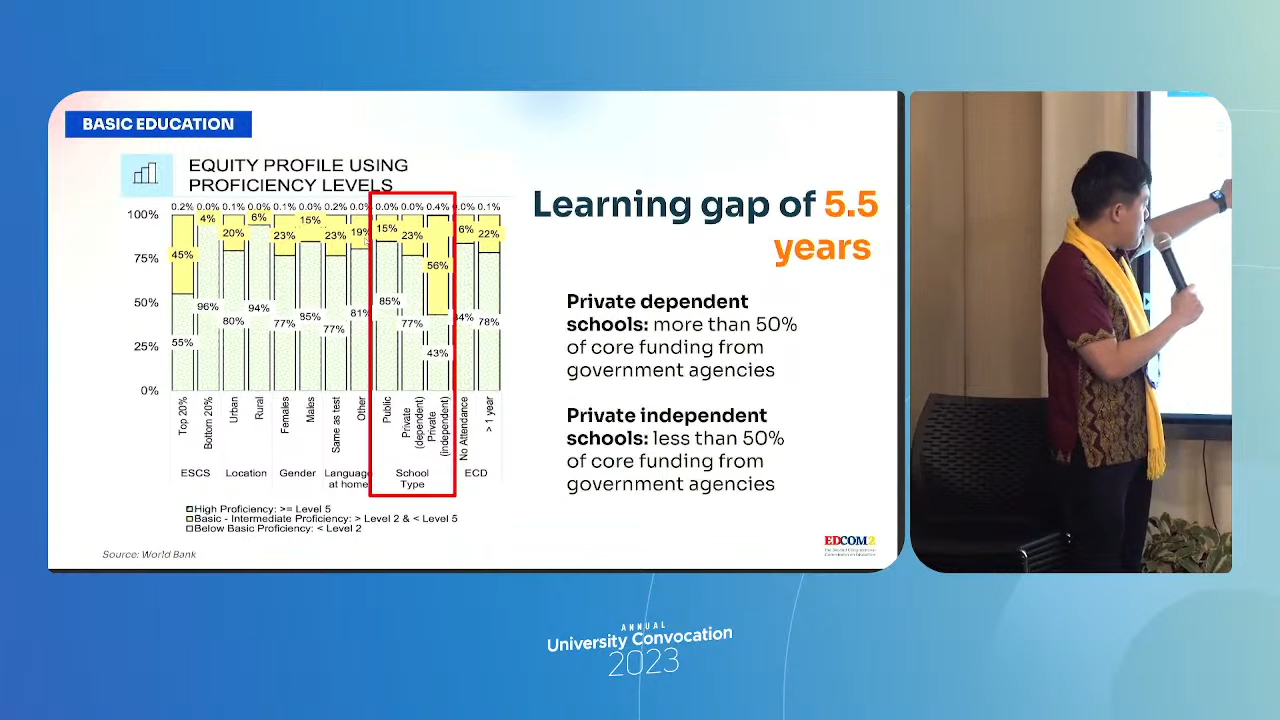 BASIC EDUCATION
EQUITY PROFILE USING
PROFICIENCY LEVELS
Learning gap of 5.5
years
0.2% 0.0% 0.1% 0.0% 0.1% 0.0% 0.2% 0.0% 0.0% 0.0% 0.4% 0.0% 0.1%
100%
75%
50%
25%
0%
45% 4% 20% 6% 23% 15% 23% 19% 15% 23% 56% 6% 22%
55% 96% 80% 94% 77% 85% 77% 81% 85% 77% 43% 84% 78%
Top 20%
Bottom 20%
Urban
Rural
Females
Males
Same as test
Other
Public
Private
(dependent)
Private
(independent)
No Attendance
> 1 year
ESCS
Location
Gender
Language
at home
School
Type
ECD
High Proficiency: >= Level 5
Basic - Intermediate Proficiency: > Level 2 & < Level 5
Below Basic Proficiency: < Level 2
Source: World Bank
Private dependent
schools: more than 50%
of core funding from
government agencies
Private independent
schools: less than 50%
of core funding from
government agencies
EDCOM2
ANNUAL
University Convocation
2023